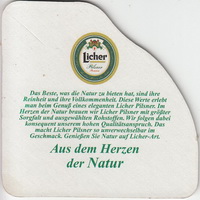 Licher
Pilsner
Das Beste, was die Natur zu bieten hat, sind ihre
Reinheit und ihre Vollkommenheit. Diese Werte erlebt
man beim Genuß eines eleganten Licher Pilsner. Im
Herzen der Natur brauen wir Licher Pilsner mit größter
Sorgfalt und ausgewählten Rohstoffen. Wir folgen dabei
konsequent unserem hohen Qualitätsanspruch. Das
macht Licher Pilsner so unverwechselbar im
Geschmack. Genießen Sie Natur auf Licher-Art.
Aus dem Herzen
der Natur